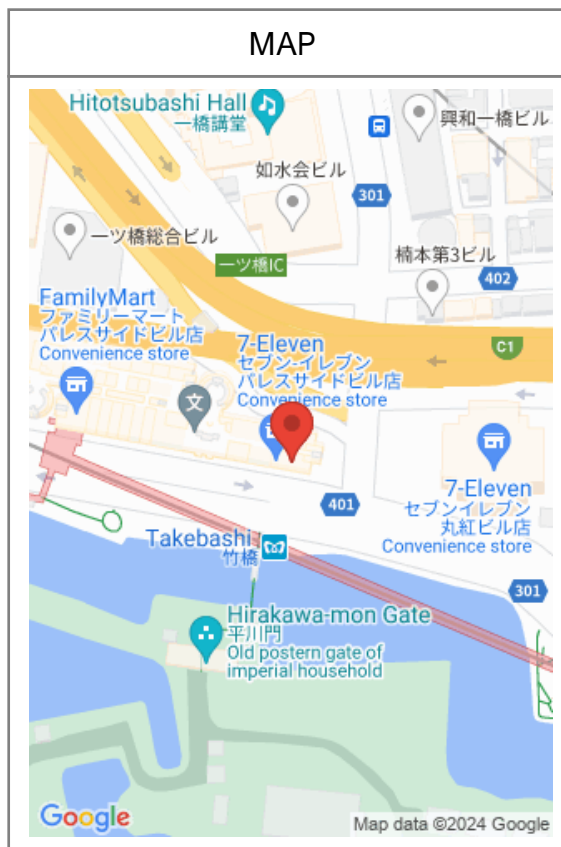 MAP
Hitotsubashi Hall
一橋講堂
興和一橋ビル
如水会ビル
301
一ツ橋総合ビル
一ツ橋IC
楠本第3ビル
402
FamilyMart
ファミリーマート
パレスサイドビル店
Convenience store
7-Eleven
セブン-イレブン
パレスサイドビル店
Convenience store
C1
文
401
7-Eleven
セブンイレブン
丸紅ビル店
Convenience store
Takebashi
竹橋
301
Hirakawa-mon Gate
平川門
Old postern gate of
imperial household
Google
Map data ©2024 Google